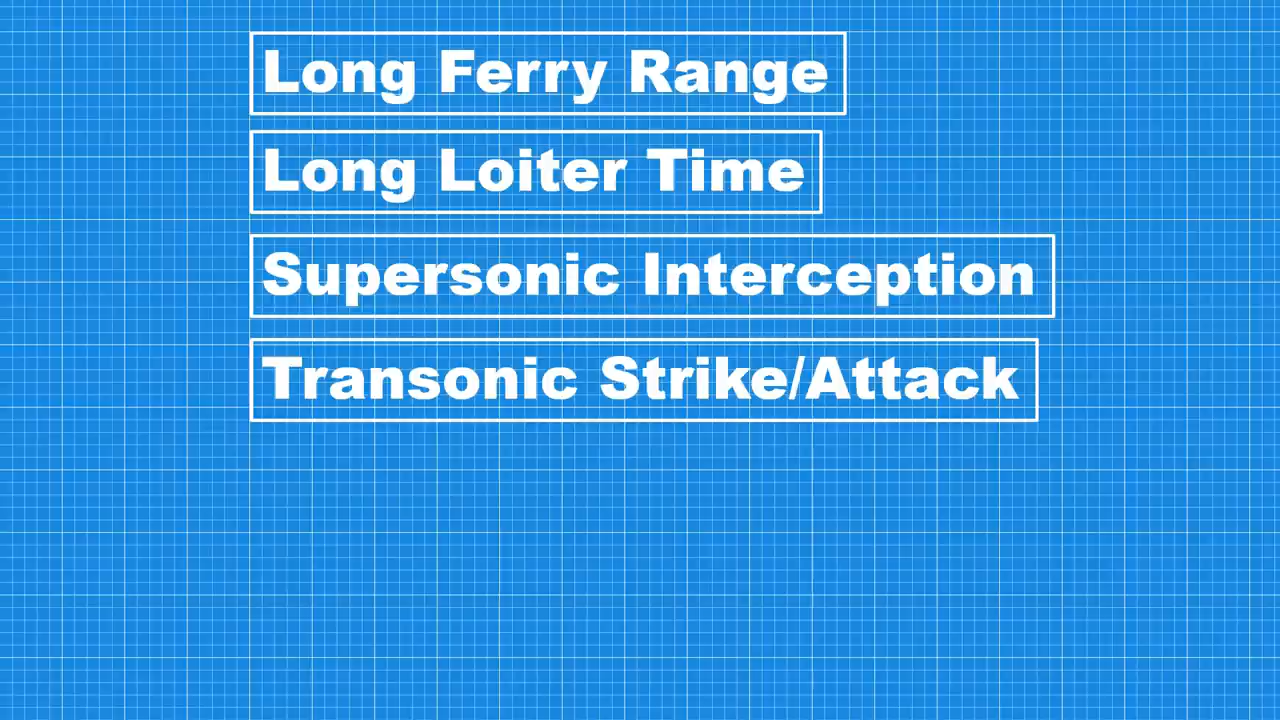 Long Ferry Range
Long Loiter Time
Supersonic Interception
Transonic Strike/Attack